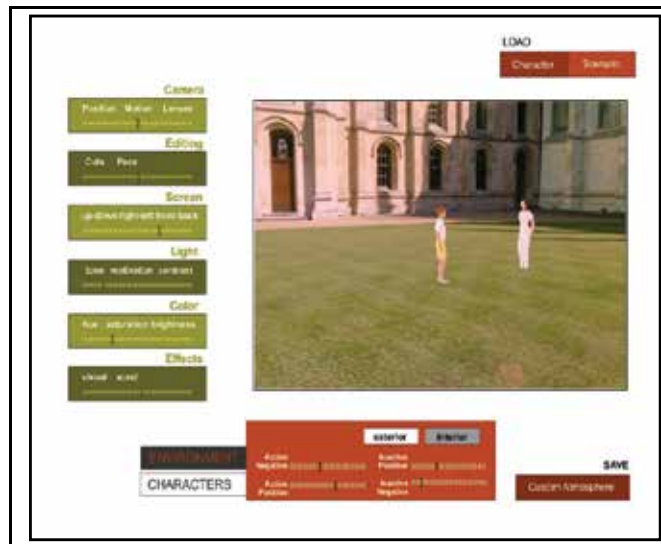 LOAD
Character Scenario
Camera
Position Motion Lenses
Editing
Cuts Pace
Screen
up-down right-left front-back
Light
tone motivation contrast
Color
hue saturation brightness
Effects
visual
exterior interior
ENVIRONMENT
CHARACTERS
Active Negative
Inactive Positive
Active Positive
Inactive Negative
SAVE
Custom Atmosphere